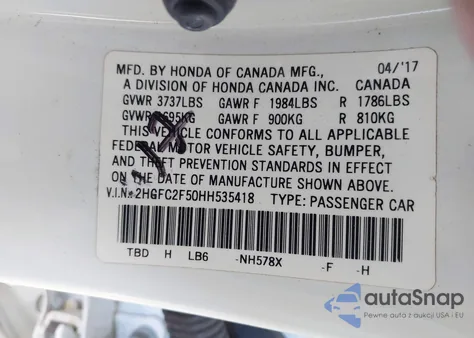 04/'17
MFD. BY HONDA OF CANADA MFG.,
A DIVISION OF HONDA CANADA INC. CANADA
GVWR 3737LBS GAWR F 1984LBS R 1786LBS
GVWR 1695KG GAWR F 900KG R 810KG
THIS VEHICLE CONFORMS TO ALL APPLICABLE
FEDERAL MOTOR VEHICLE SAFETY, BUMPER,
AND THEFT PREVENTION STANDARDS IN EFFECT
ON THE DATE OF MANUFACTURE SHOWN ABOVE.
V.I.N: 2HGFC2F50HH535418 TYPE: PASSENGER CAR
TBD H LB6 -NH578X -F -H
autoSnap
Pewne auta z aukcji USA i EU